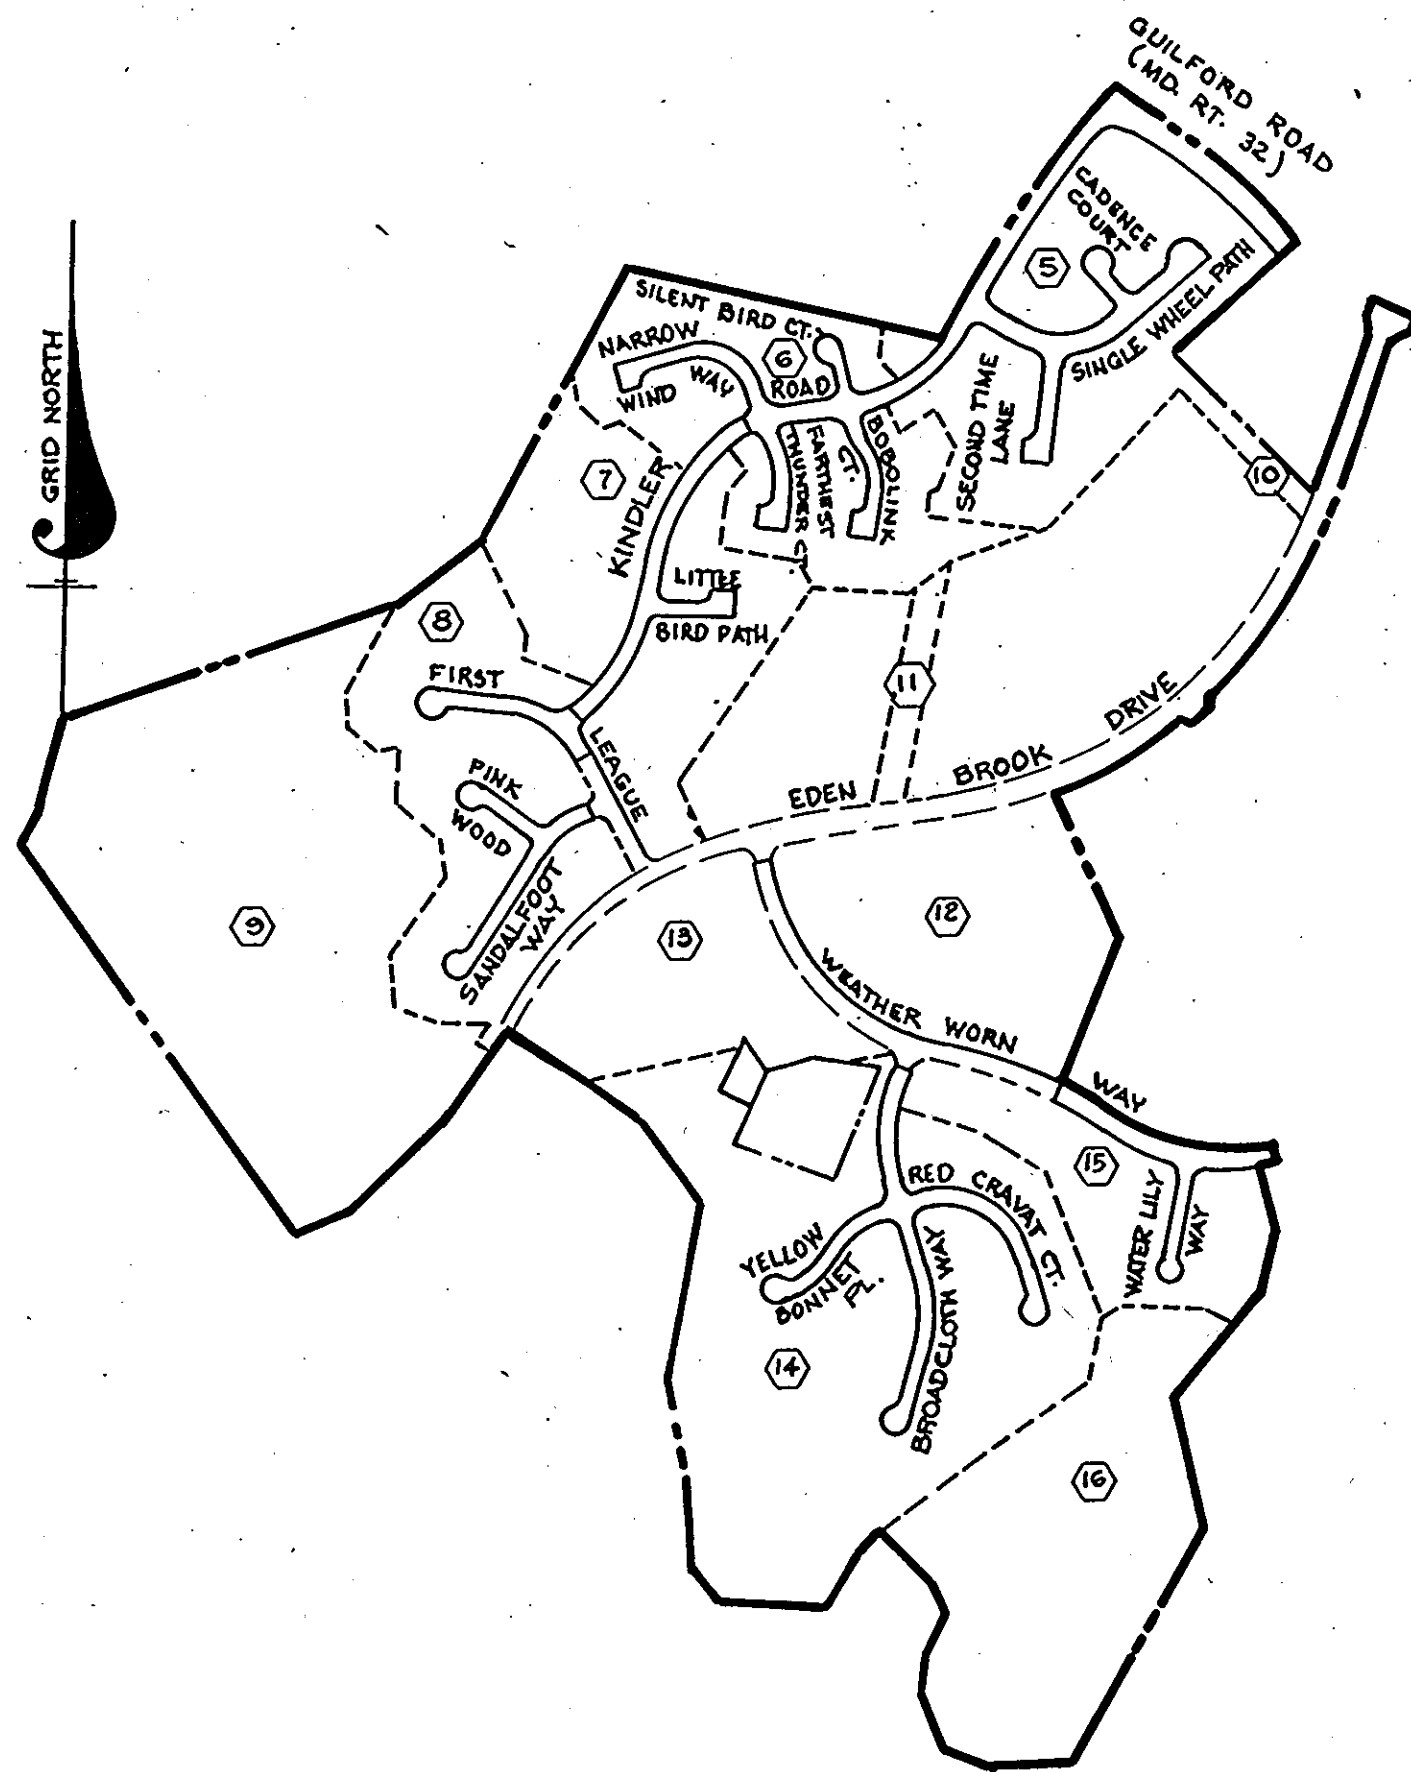 GUILFORD ROAD
(MD. RT. 32)
CADENCE
COURT
5
SINGLE WHEEL PATH
GRID NORTH
SILENT BIRD CT.
NARROW
WIND
WAY
6
ROAD
SECOND TIME
LANE
BOBOLINK
CT.
FARTHEST
THUNDER CT.
7
KINDLER
10
LITTLE
BIRD PATH
8
FIRST
LEAGUE
11
EDEN BROOK DRIVE
PINK
WOOD
SANDALFOOT
WAY
9
13
12
WEATHER WORN WAY
15
WATER LILY
WAY
RED CRAVAT CT.
YELLOW
BONNET
PL.
BROADCLOTH WAY
14
16